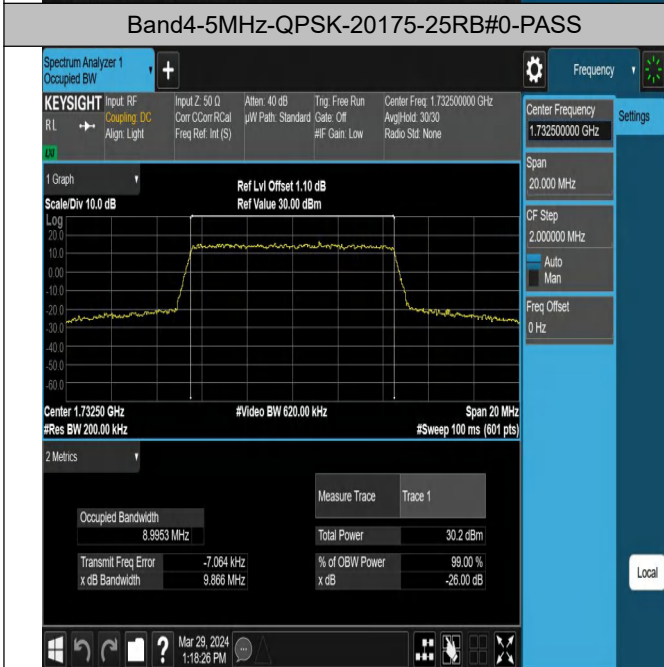 Band4-5MHz-QPSK-20175-25RB#0-PASS
Spectrum Analyzer 1
Occupied BW
+
Frequency
KEYSIGHT
RL
LXI
Input: RF
Coupling: DC
Align: Light
Input Z: 50 Ω
Corr CCorr RCal
Freq Ref: Int (S)
Atten: 40 dB
µW Path: Standard
Trig: Free Run
Gate: Off
#IF Gain: Low
Center Freq: 1.732500000 GHz
Avg|Hold: 30/30
Radio Std: None
Center Frequency
1.732500000 GHz
Settings
Span
20.000 MHz
CF Step
2.000000 MHz
Auto
Man
Freq Offset
0 Hz
1 Graph
Scale/Div 10.0 dB
Ref Lvl Offset 1.10 dB
Ref Value 30.00 dBm
Log
20.0
10.0
0.00
-10.0
-20.0
-30.0
-40.0
-50.0
-60.0
Center 1.73250 GHz
#Res BW 200.00 kHz
#Video BW 620.00 kHz
Span 20 MHz
#Sweep 100 ms (601 pts)
2 Metrics
Measure Trace Trace 1
Occupied Bandwidth
8.9953 MHz
Total Power 30.2 dBm
Transmit Freq Error -7.064 kHz
% of OBW Power 99.00 %
x dB Bandwidth 9.866 MHz
x dB -26.00 dB
Local
?
Mar 29, 2024
1:18:26 PM